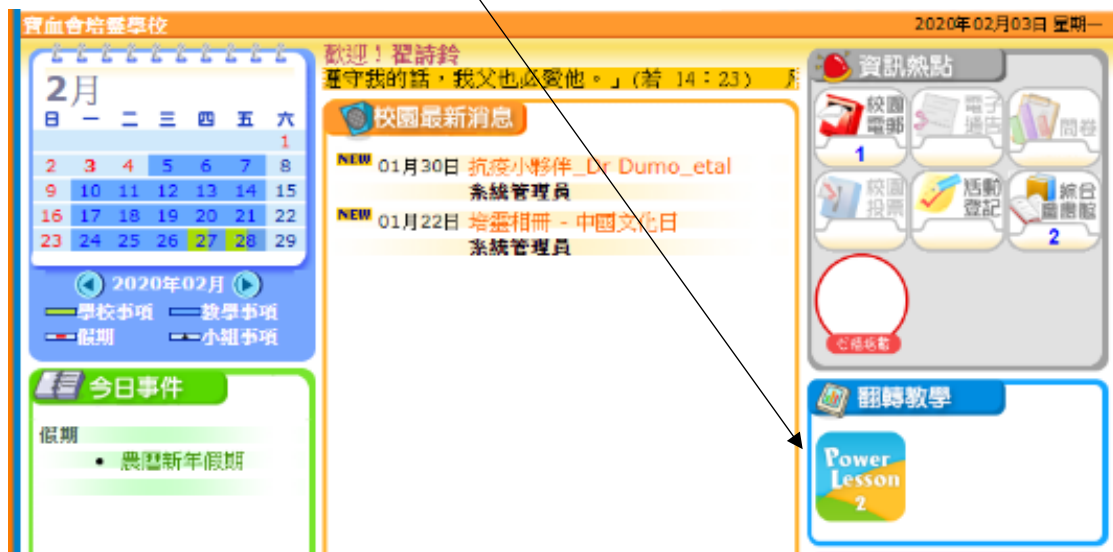 寶血會培靈學校
2020年02月03日 星期一
2月
日 一 二 三 四 五 六
1
2 3 4 5 6 7 8
9 10 11 12 13 14 15
16 17 18 19 20 21 22
23 24 25 26 27 28 29
2020年02月
學校事項 教學事項
假期 小組事項
今日事件
假期
• 農曆新年假期
歡迎！翟詩鈴
遵守我的話，我父也必愛他。」(若 14：23)
校園最新消息
NEW 01月30日 抗疫小夥伴_Dr Dumo_etal
系統管理員
NEW 01月22日 培靈相冊 - 中國文化日
系統管理員
資訊熱點
校園電郵
1
電子通告
問卷
校園投票
活動登記
綜合圖書館
2
翻轉教學
Power
Lesson
2